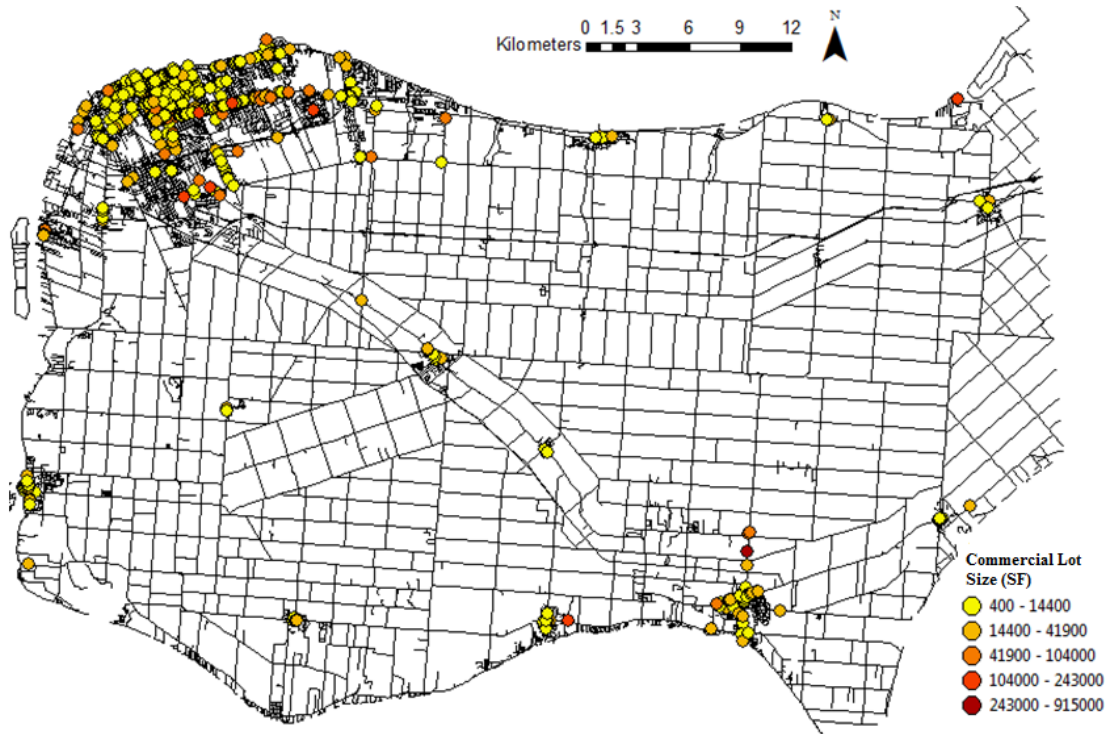 0 1.5 3 6 9 12
Kilometers
N
Commercial Lot
Size (SF)
400 - 14400
14400 - 41900
41900 - 104000
104000 - 243000
243000 - 915000